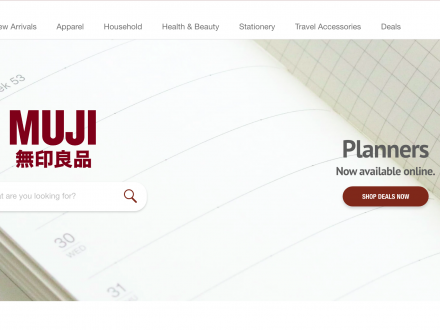 ew Arrivals Apparel Household Health & Beauty Stationery Travel Accessories Deals
ek 53
MUJI
無印良品
Planners
Now available online.
at are you looking for?
SHOP DEALS NOW
30
WED
31